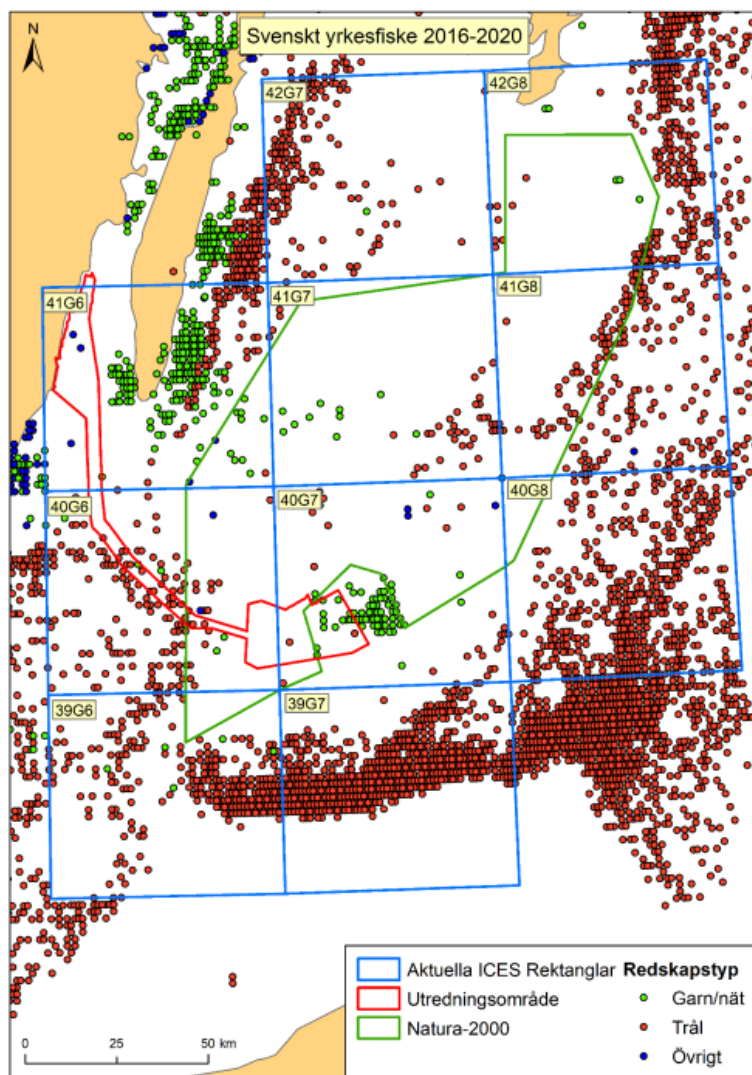 N
Svenskt yrkesfiske 2016-2020
42G7
42G8
41G6
41G7
41G8
40G6
40G7
40G8
39G6
39G7
Aktuella ICES Rektanglar
Utredningsområde
Natura-2000
Redskapstyp
Garn/nät
Trål
Övrigt
0 25 50 km